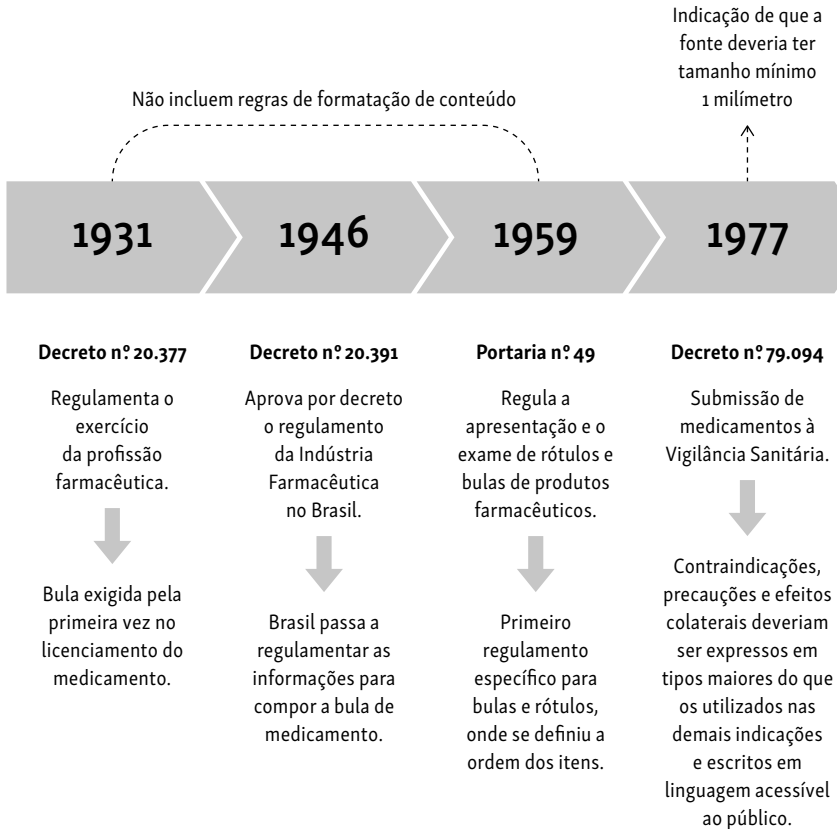 Indicação de que a
fonte deveria ter
tamanho mínimo
1 milímetro
Não incluem regras de formatação de conteúdo
1931
1946
1959
1977
Decreto nº 20.377
Regulamenta o
exercício
da profissão
farmacêutica.
Bula exigida pela
primeira vez no
licenciamento do
medicamento.
Decreto nº 20.391
Aprova por decreto
o regulamento
da Indústria
Farmacêutica
no Brasil.
Brasil passa a
regulamentar as
informações para
compor a bula de
medicamento.
Portaria nº 49
Regula a
apresentação e o
exame de rótulos e
bulas de produtos
farmacêuticos.
Primeiro
regulamento
específico para
bulas e rótulos,
onde se definiu a
ordem dos itens.
Decreto nº 79.094
Submissão de
medicamentos à
Vigilância Sanitária.
Contraindicações,
precauções e efeitos
colaterais deveriam
ser expressos em
tipos maiores do que
os utilizados nas
demais indicações
e escritos em
linguagem acessível
ao público.